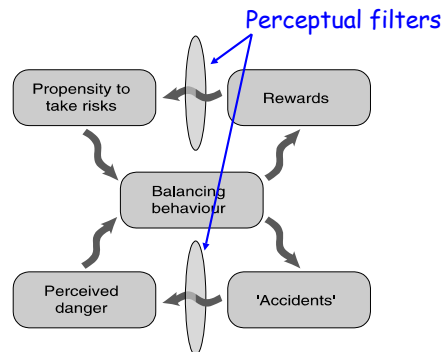 Perceptual filters
Propensity to
take risks
Rewards
Balancing
behaviour
Perceived
danger
'Accidents'